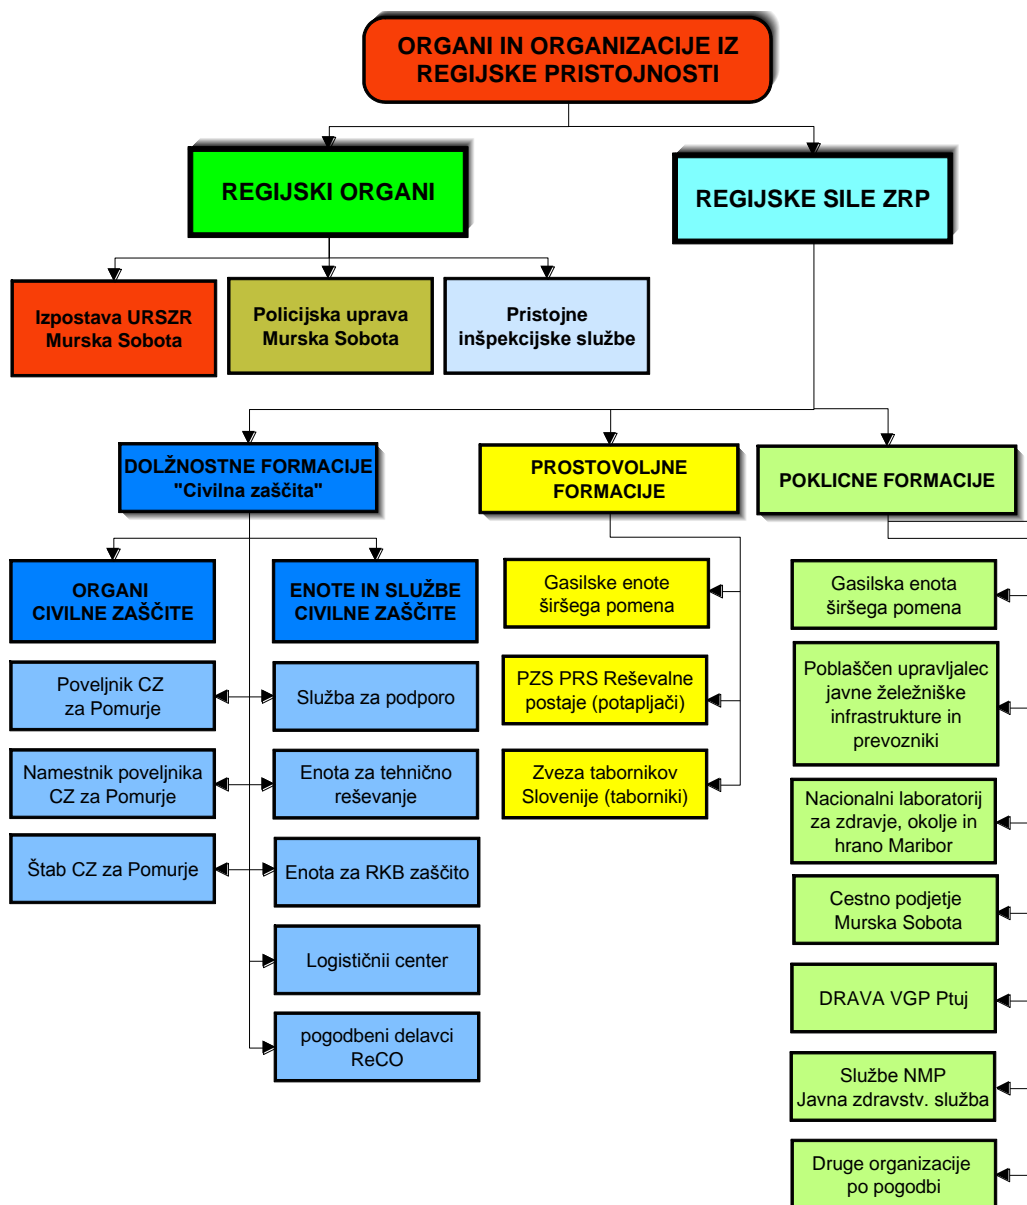 ORGANI IN ORGANIZACIJE IZ
REGIJSKE PRISTOJNOSTI
REGIJSKI ORGANI
REGIJSKE SILE ZRP
Izpostava URSZR
Murska Sobota
Policijska uprava
Murska Sobota
Pristojne
inšpekcijske službe
DOLŽNOSTNE FORMACIJE
"Civilna zaščita"
PROSTOVOLJNE
FORMACIJE
POKLICNE FORMACIJE
ORGANI
CIVILNE ZAŠČITE
ENOTE IN SLUŽBE
CIVILNE ZAŠČITE
Poveljnik CZ
za Pomurje
Namestnik poveljnika
CZ za Pomurje
Štab CZ za Pomurje
Služba za podporo
Enota za tehnično
reševanje
Enota za RKB zaščito
Logističnii center
pogodbeni delavci
ReCO
Gasilske enote
širšega pomena
PZS PRS Reševalne
postaje (potapljači)
Zveza tabornikov
Slovenije (taborniki)
Gasilska enota
širšega pomena
Poblaščen upravljalec
javne železniške
infrastrukture in
prevozniki
Nacionalni laboratorij
za zdravje, okolje in
hrano Maribor
Cestno podjetje
Murska Sobota
DRAVA VGP Ptuj
Službe NMP
Javna zdravstv. služba
Druge organizacije
po pogodbi